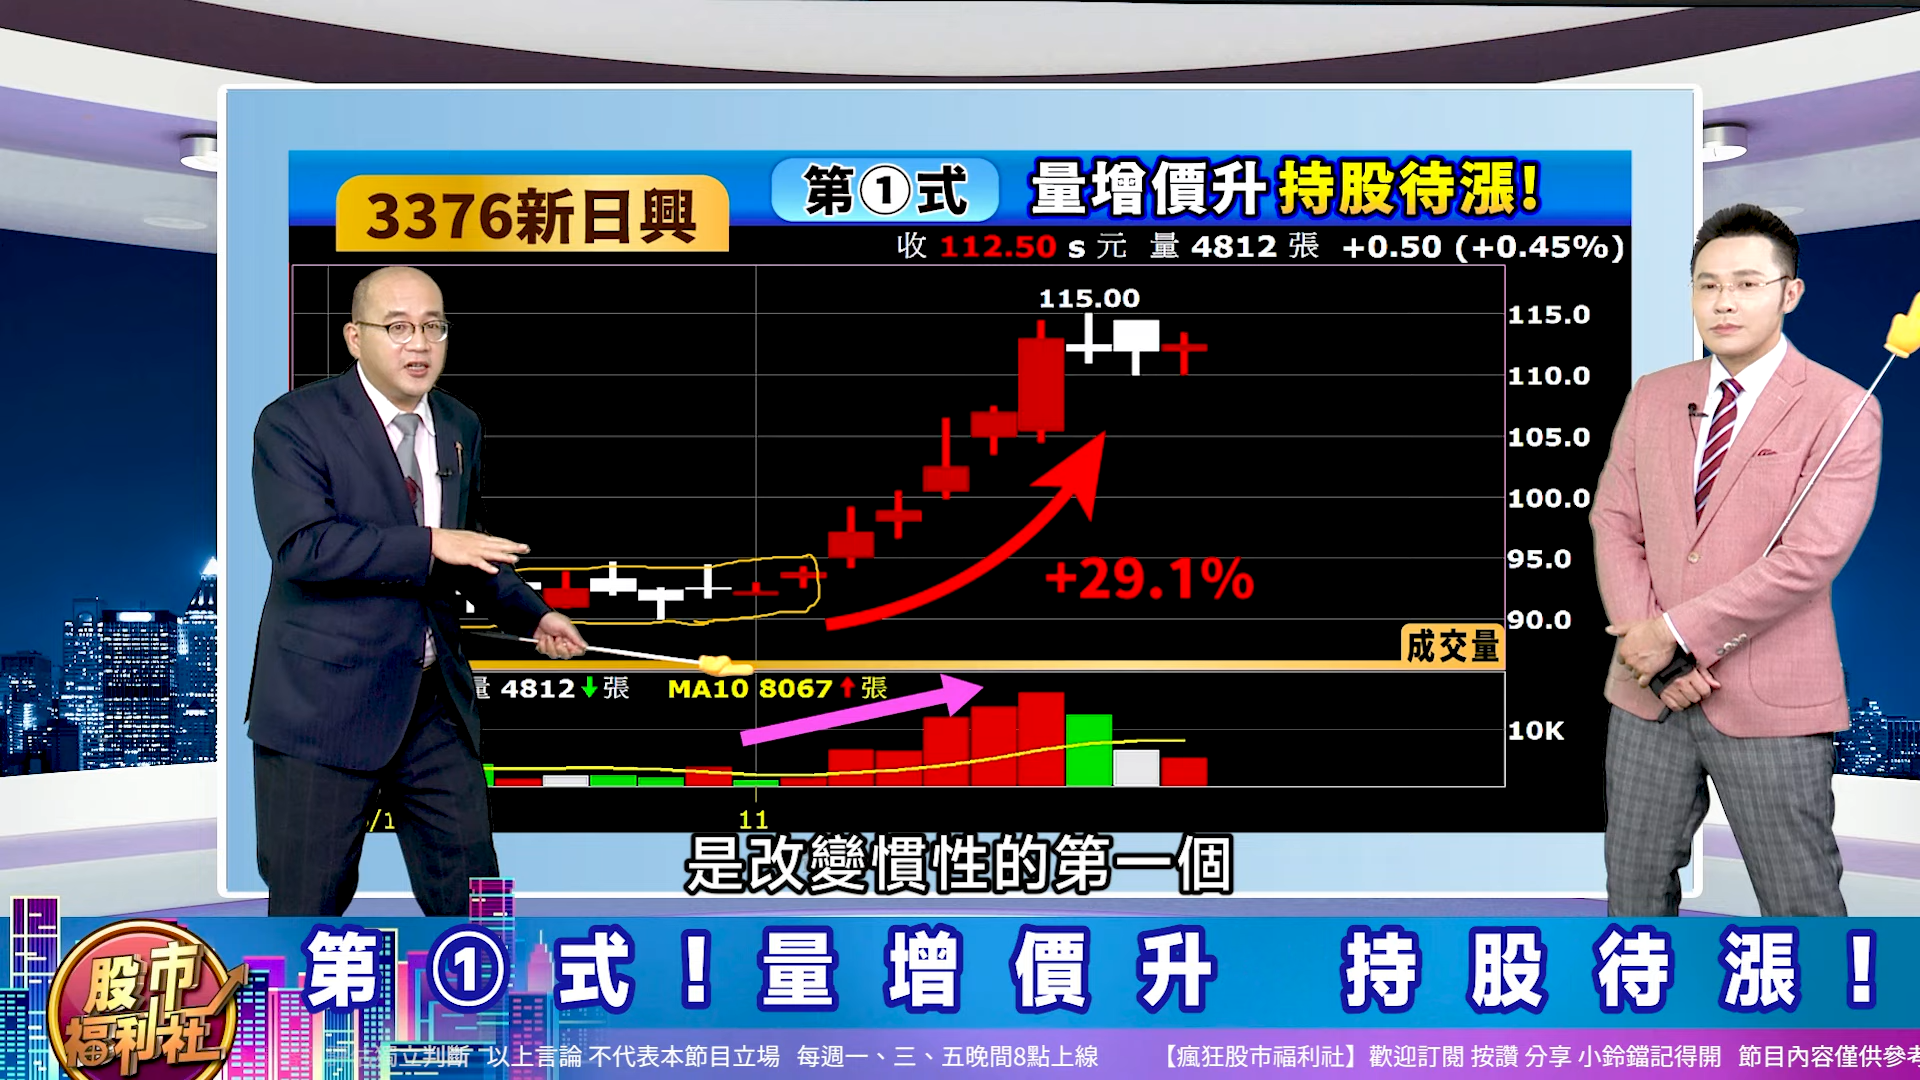 第①式 量增價升 持股待漲!
3376新日興
收 112.50 s 元 量 4812 張 +0.50 (+0.45%)
115.00
115.0
110.0
105.0
100.0
95.0
90.0
+29.1%
成交量
量 4812↓張 MA10 8067↑張
10K
11
是改變慣性的第一個
第①式!量增價升 持股待漲!
股市福利社
獨立判斷 以上言論 不代表本節目立場 每週一、三、五晚間8點上線 【瘋狂股市福利社】歡迎訂閱 按讚 分享 小鈴鐺記得開 節目內容僅供參考